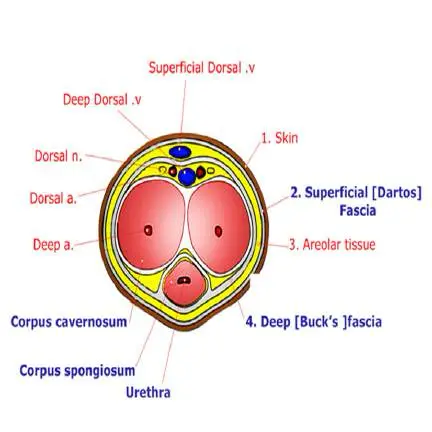 Superficial Dorsal .v
Deep Dorsal .v
1. Skin
Dorsal n.
2. Superficial [Dartos]
Fascia
Dorsal a.
Deep a.
3. Areolar tissue
Corpus cavernosum
4. Deep [Buck's ]fascia
Corpus spongiosum
Urethra